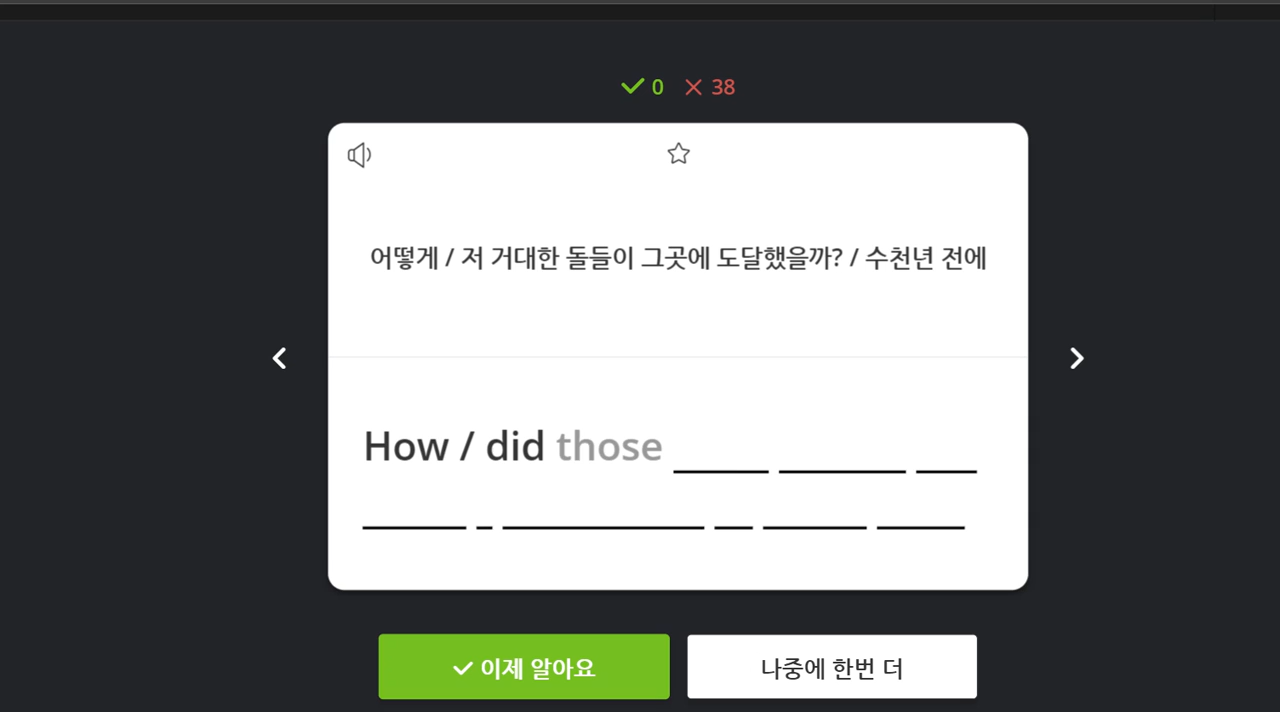 0 38
어떻게 / 저 거대한 돌들이 그곳에 도달했을까? / 수천년 전에
How / did those
이제 알아요
나중에 한번 더